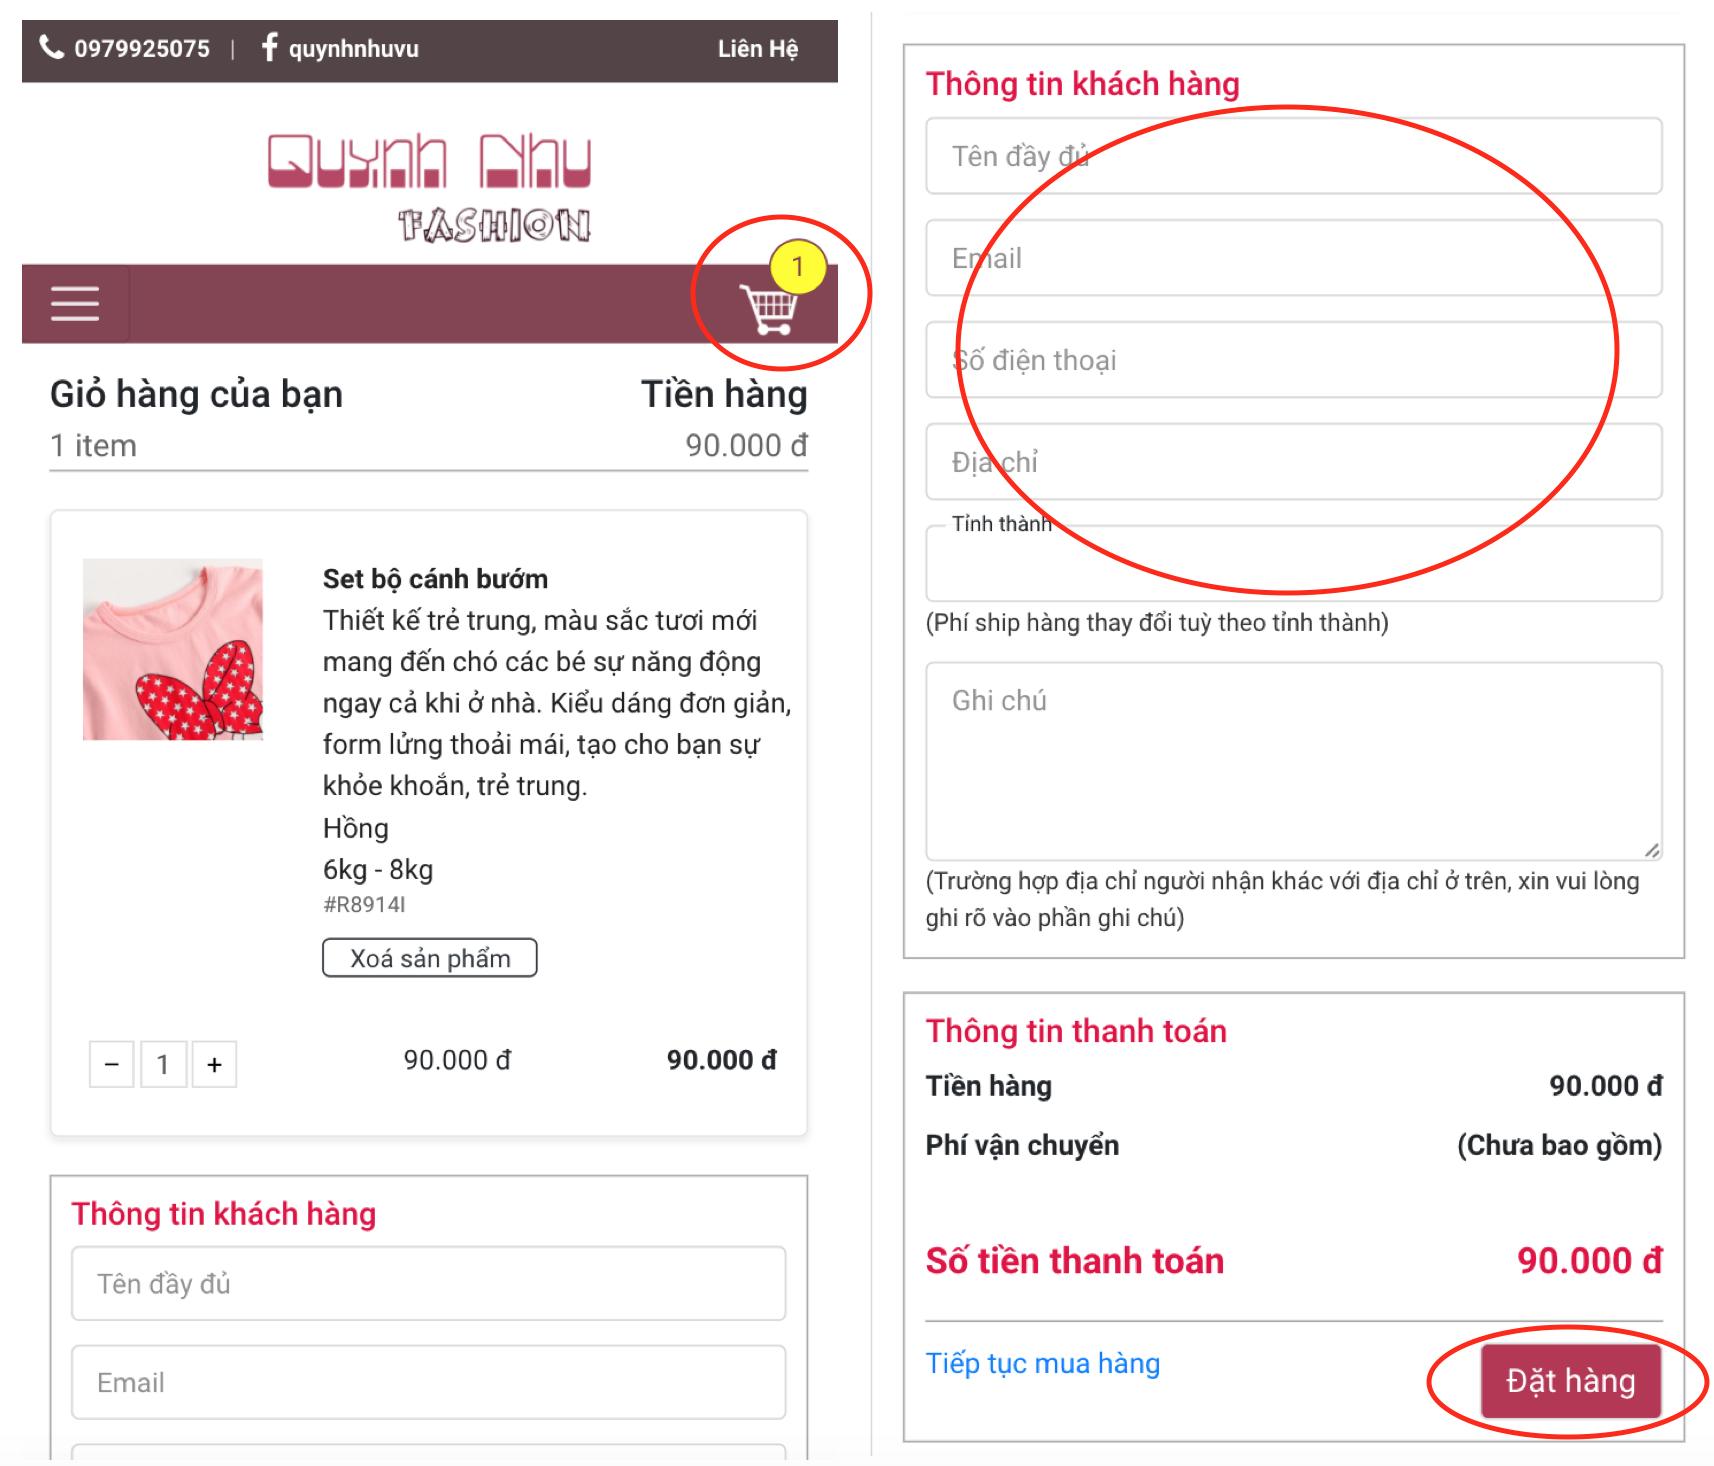 0979925075 | quynhnhuvu Liên Hệ
Quynh Nhu
FASHION
1
Giỏ hàng của bạn Tiền hàng
1 item 90.000 đ
Set bộ cánh bướm
Thiết kế trẻ trung, màu sắc tươi mới
mang đến chó các bé sự năng động
ngay cả khi ở nhà. Kiểu dáng đơn giản,
form lửng thoải mái, tạo cho bạn sự
khỏe khoắn, trẻ trung.
Hồng
6kg - 8kg
#R8914I
Xoá sản phẩm
− 1 + 90.000 đ 90.000 đ
Thông tin khách hàng
Tên đầy đủ
Email
Thông tin khách hàng
Tên đầy đủ
Email
Số điện thoại
Địa chỉ
Tỉnh thành
(Phí ship hàng thay đổi tuỳ theo tỉnh thành)
Ghi chú
(Trường hợp địa chỉ người nhận khác với địa chỉ ở trên, xin vui lòng
ghi rõ vào phần ghi chú)
Thông tin thanh toán
Tiền hàng 90.000 đ
Phí vận chuyển (Chưa bao gồm)
Số tiền thanh toán 90.000 đ
Tiếp tục mua hàng Đặt hàng